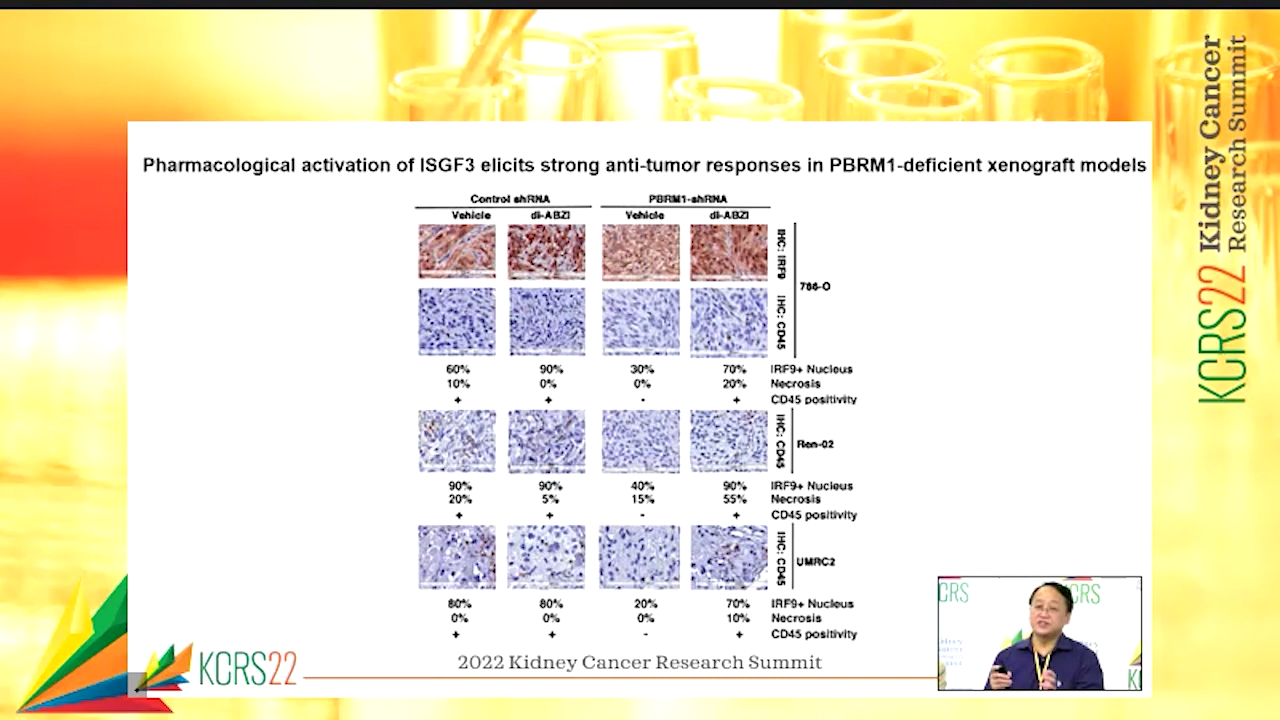 Kidney Cancer
Research Summit
KCRS22
Pharmacological activation of ISGF3 elicits strong anti-tumor responses in PBRM1-deficient xenograft models
Control shRNA PBRM1-shRNA
Vehicle di-ABZI Vehicle di-ABZI
IHC: IRF9
786-O
IHC: CD45
60% 90% 30% 70% IRF9+ Nucleus
10% 0% 0% 20% Necrosis
+ + - + CD45 positivity
IHC: CD45
Ren-02
90% 90% 40% 90% IRF9+ Nucleus
20% 5% 15% 55% Necrosis
+ + - + CD45 positivity
IHC: CD45
UMRC2
80% 80% 20% 70% IRF9+ Nucleus
0% 0% 0% 10% Necrosis
+ + - + CD45 positivity
KCRS22
2022 Kidney Cancer Research Summit
CRS
CRS
K